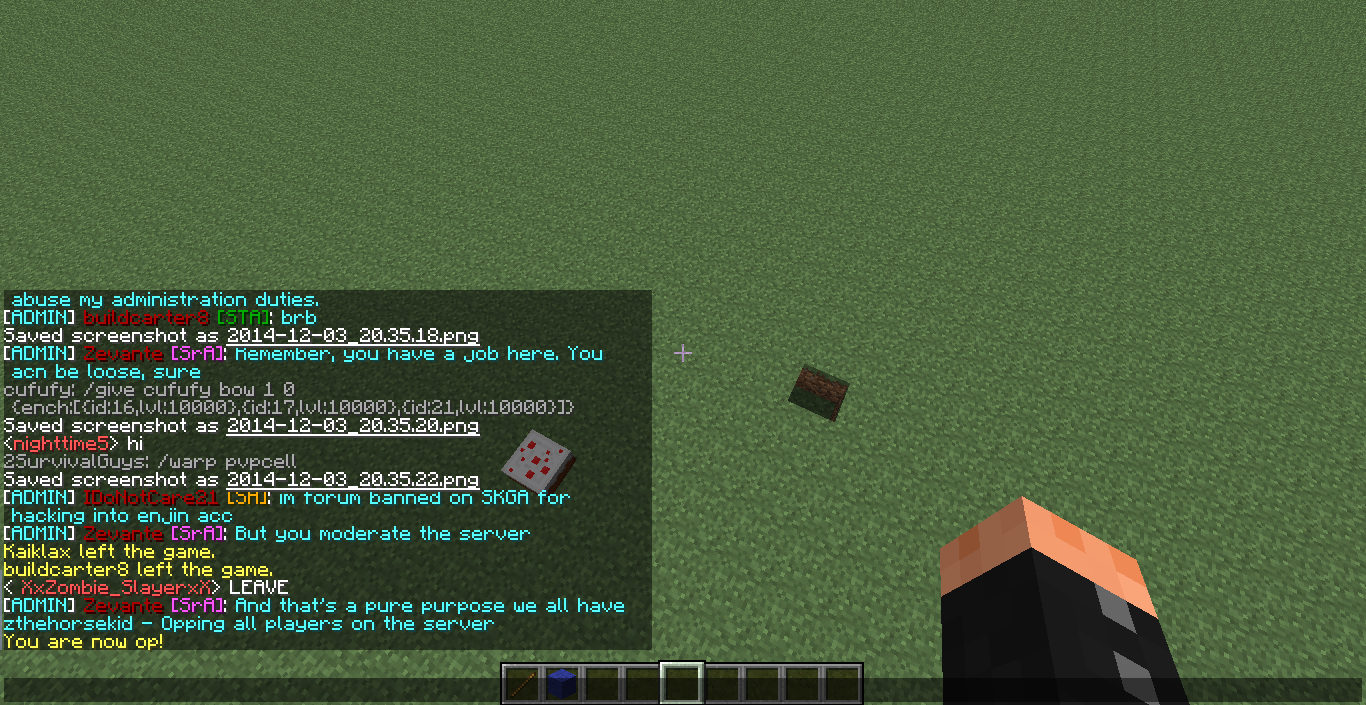 abuse my administration duties.
[ADMIN] buildcarter8 [STA]: brb
Saved screenshot as 2014-12-03_20.35.18.png
[ADMIN] Zevante [SrA]: Remember, you have a job here. You
acn be loose, sure
cufufy: /give cufufy bow 1 0
{ench:[{id:16,lvl:10000},{id:17,lvl:10000},{id:21,lvl:10000}]}
Saved screenshot as 2014-12-03_20.35.20.png
<nighttime5> hi
2SurvivalGuys: /warp pvpcell
Saved screenshot as 2014-12-03_20.35.22.png
[ADMIN] IDoNotCare21 [SA]: im forum banned on SKGA for
hacking into enjin acc
[ADMIN] Zevante [SrA]: But you moderate the server
Kaiklax left the game.
buildcarter8 left the game.
< XxZombie_SlayerxX> LEAVE
[ADMIN] Zevante [SrA]: And that's a pure purpose we all have
zthehorsekid - Opping all players on the server
You are now op!